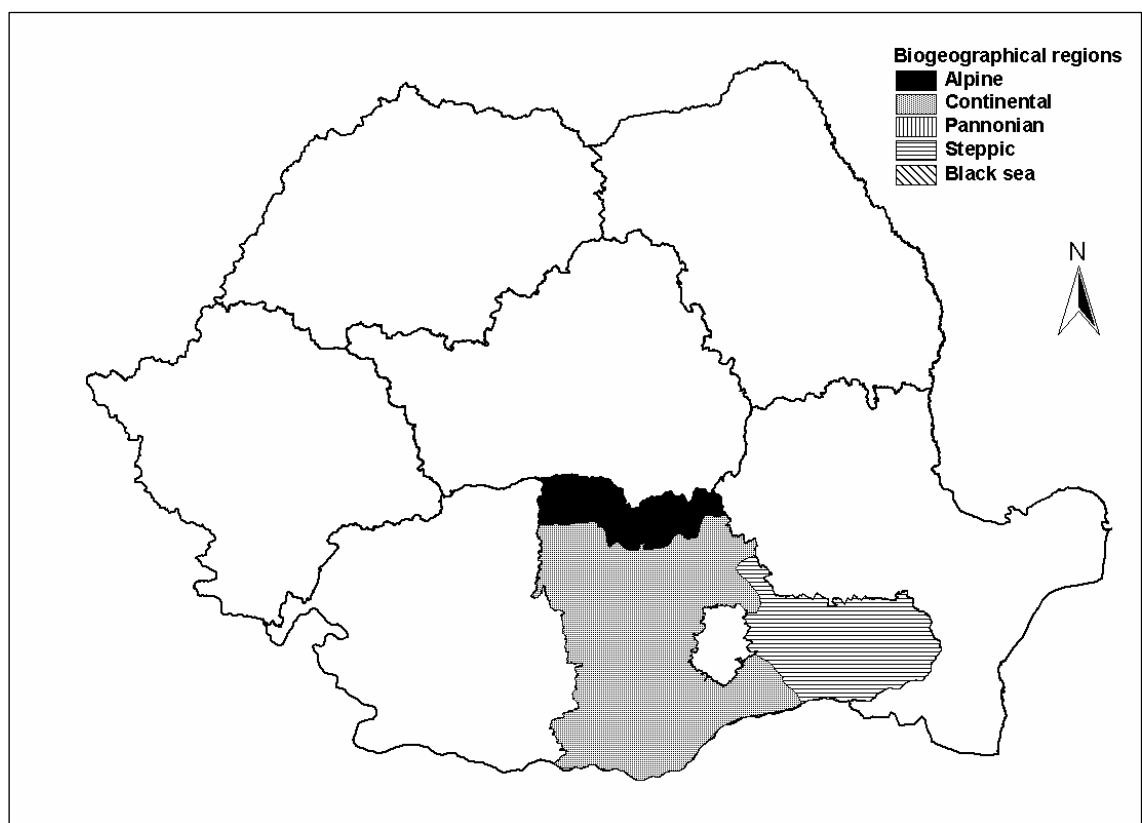 Biogeographical regions
Alpine
Continental
Pannonian
Steppic
Black sea
N